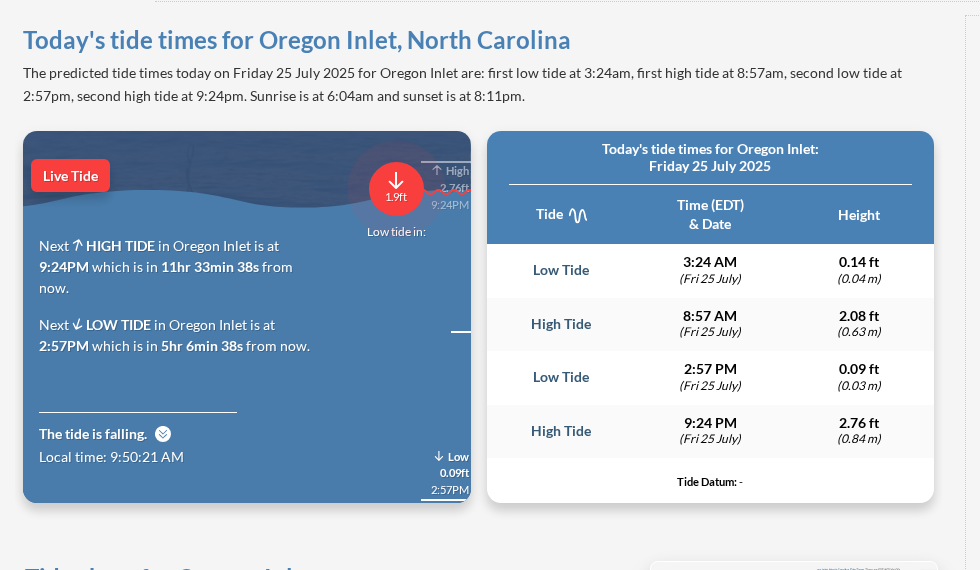 Today's tide times for Oregon Inlet, North Carolina
The predicted tide times today on Friday 25 July 2025 for Oregon Inlet are: first low tide at 3:24am, first high tide at 8:57am, second low tide at
2:57pm, second high tide at 9:24pm. Sunrise is at 6:04am and sunset is at 8:11pm.
Live Tide
1.9ft
High
2.76ft
9:24PM
Low tide in:
Next HIGH TIDE in Oregon Inlet is at
9:24PM which is in 11hr 33min 38s from
now.
Next LOW TIDE in Oregon Inlet is at
2:57PM which is in 5hr 6min 38s from now.
The tide is falling.
Local time: 9:50:21 AM
Low
0.09ft
2:57PM
Today's tide times for Oregon Inlet:
Friday 25 July 2025
Tide Time (EDT) Height
& Date
Low Tide 3:24 AM 0.14 ft
(Fri 25 July) (0.04 m)
High Tide 8:57 AM 2.08 ft
(Fri 25 July) (0.63 m)
Low Tide 2:57 PM 0.09 ft
(Fri 25 July) (0.03 m)
High Tide 9:24 PM 2.76 ft
(Fri 25 July) (0.84 m)
Tide Datum: -